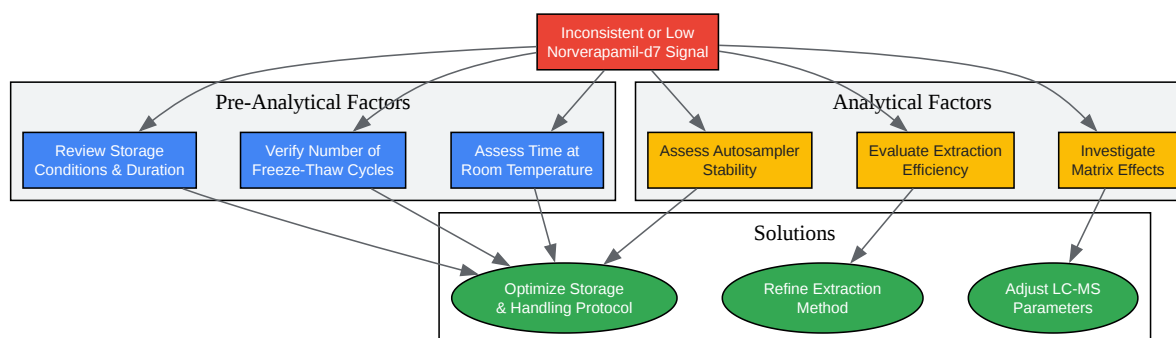 Inconsistent or Low
Norverapamil-d7 Signal
Pre-Analytical Factors
Analytical Factors
Review Storage
Conditions & Duration
Verify Number of
Freeze-Thaw Cycles
Assess Time at
Room Temperature
Assess Autosampler
Stability
Evaluate Extraction
Efficiency
Investigate
Matrix Effects
Solutions
Optimize Storage
& Handling Protocol
Refine Extraction
Method
Adjust LC-MS
Parameters